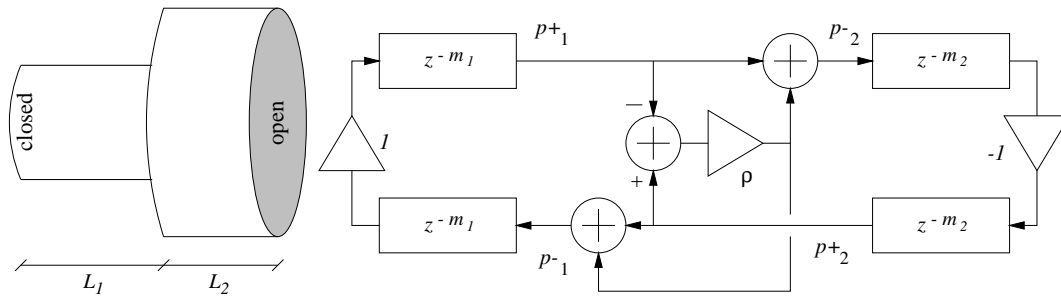 closed
open
L1
L2
p+1
p-2
z-m1
z-m2
−
1
-1
+
ρ
z-m1
z-m2
p-1
p+2